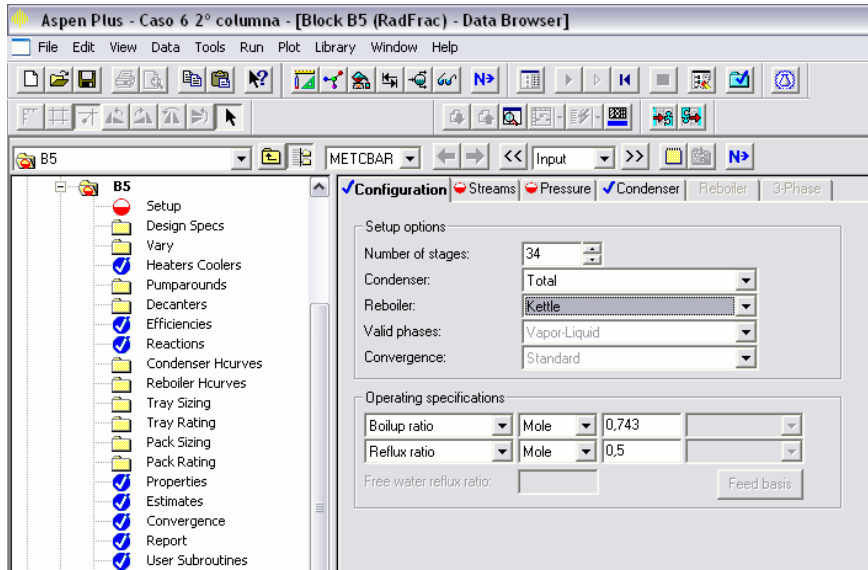 Aspen Plus - Caso 6 2° columna - [Block B5 (RadFrac) - Data Browser]
File Edit View Data Tools Run Plot Library Window Help
N>
B5
METCBAR
<< Input >>
N>
B5
Setup
Design Specs
Vary
Heaters Coolers
Pumparounds
Decanters
Efficiencies
Reactions
Condenser Hcurves
Reboiler Hcurves
Tray Sizing
Tray Rating
Pack Sizing
Pack Rating
Properties
Estimates
Convergence
Report
User Subroutines
Configuration Streams Pressure Condenser Reboiler 3-Phase
Setup options
Number of stages: 34
Condenser: Total
Reboiler: Kettle
Valid phases: Vapor-Liquid
Convergence: Standard
Operating specifications
Boilup ratio Mole 0,743
Reflux ratio Mole 0,5
Free water reflux ratio: Feed basis